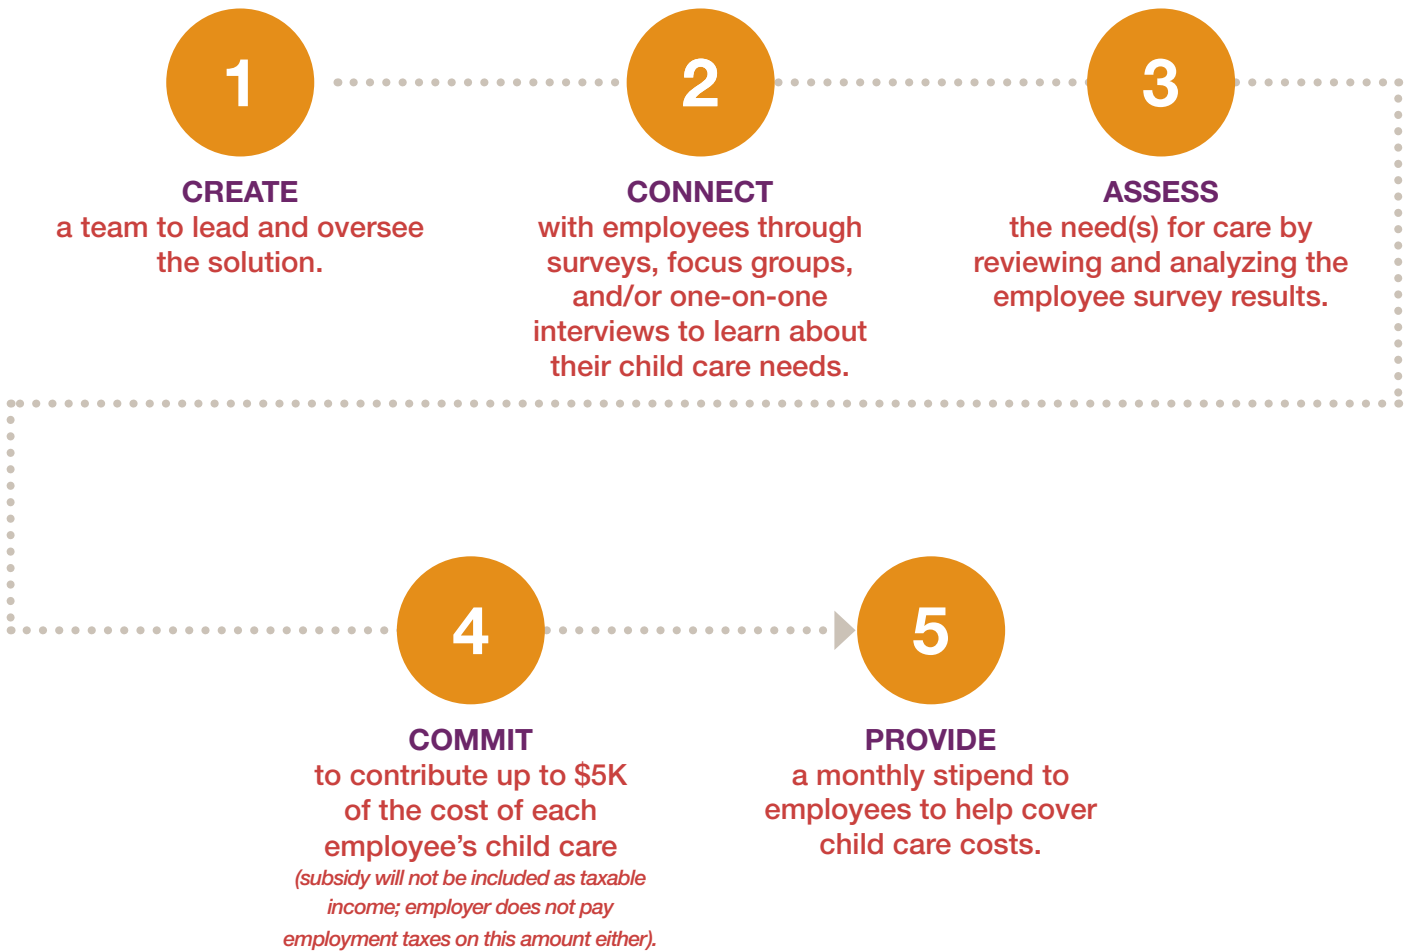 1
CREATE
a team to lead and oversee
the solution.
2
CONNECT
with employees through
surveys, focus groups,
and/or one-on-one
interviews to learn about
their child care needs.
3
ASSESS
the need(s) for care by
reviewing and analyzing the
employee survey results.
4
COMMIT
to contribute up to $5K
of the cost of each
employee’s child care
(subsidy will not be included as taxable
income; employer does not pay
employment taxes on this amount either).
5
PROVIDE
a monthly stipend to
employees to help cover
child care costs.